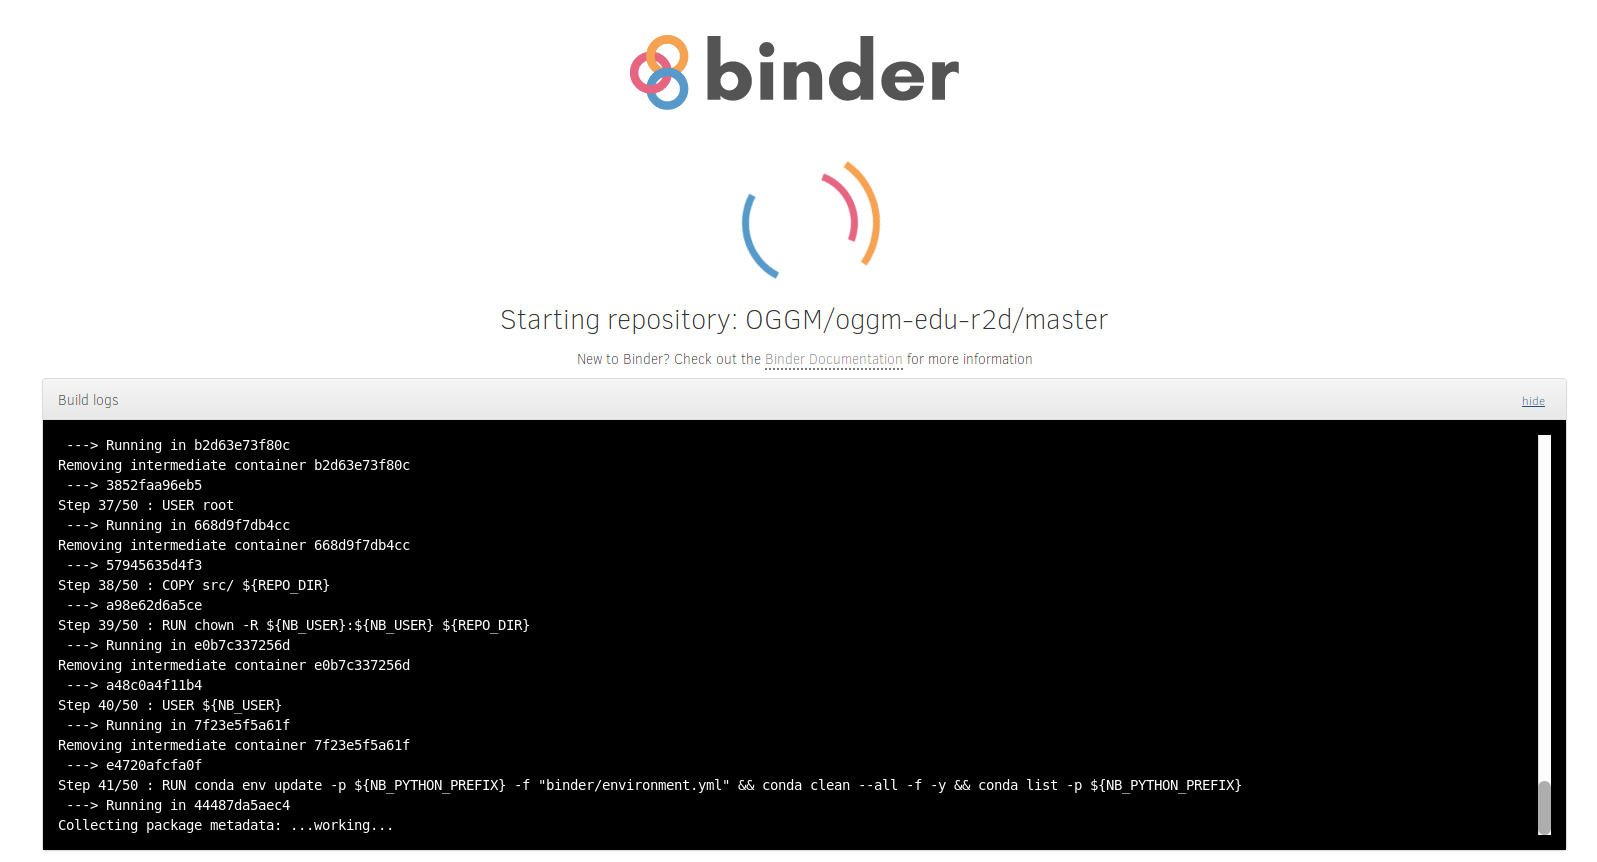 binder
Starting repository: OGGM/oggm-edu-r2d/master
New to Binder? Check out the Binder Documentation for more information
Build logs
hide
---> Running in b2d63e73f80c
Removing intermediate container b2d63e73f80c
---> 3852faa96eb5
Step 37/50 : USER root
---> Running in 668d9f7db4cc
Removing intermediate container 668d9f7db4cc
---> 57945635d4f3
Step 38/50 : COPY src/ ${REPO_DIR}
---> a98e62d6a5ce
Step 39/50 : RUN chown -R ${NB_USER}:${NB_USER} ${REPO_DIR}
---> Running in e0b7c337256d
Removing intermediate container e0b7c337256d
---> a48c0a4f11b4
Step 40/50 : USER ${NB_USER}
---> Running in 7f23e5f5a61f
Removing intermediate container 7f23e5f5a61f
---> e4720afcfa0f
Step 41/50 : RUN conda env update -p ${NB_PYTHON_PREFIX} -f "binder/environment.yml" && conda clean --all -f -y && conda list -p ${NB_PYTHON_PREFIX}
---> Running in 44487da5aec4
Collecting package metadata: ...working...